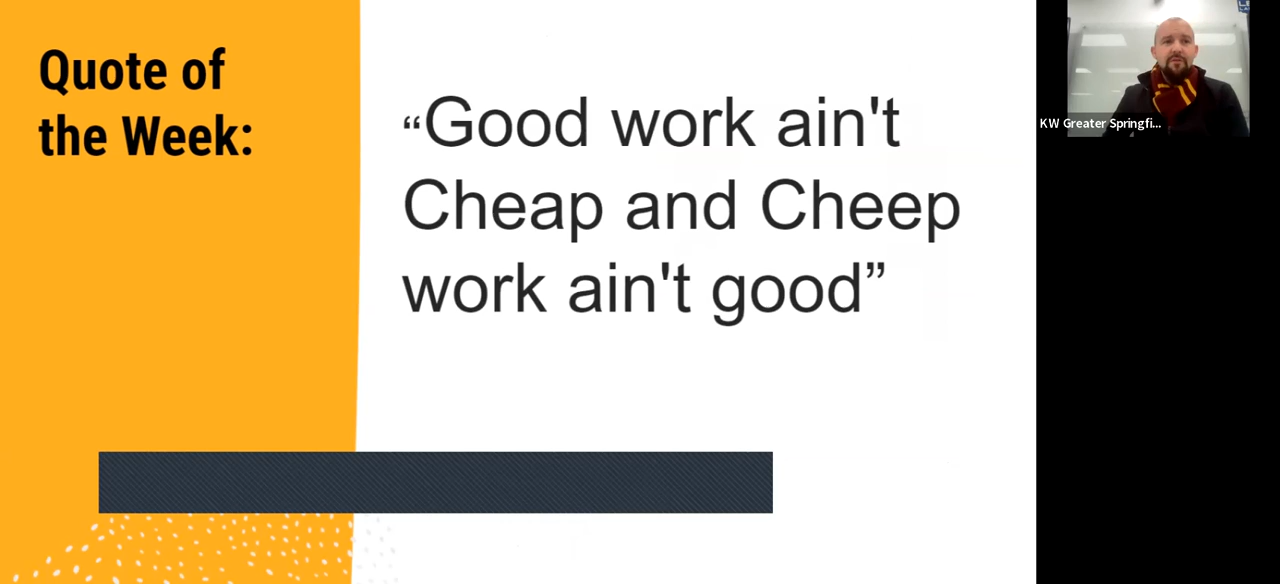 Quote of
the Week:
“Good work ain't
Cheap and Cheep
work ain't good”
KW Greater Springfi...